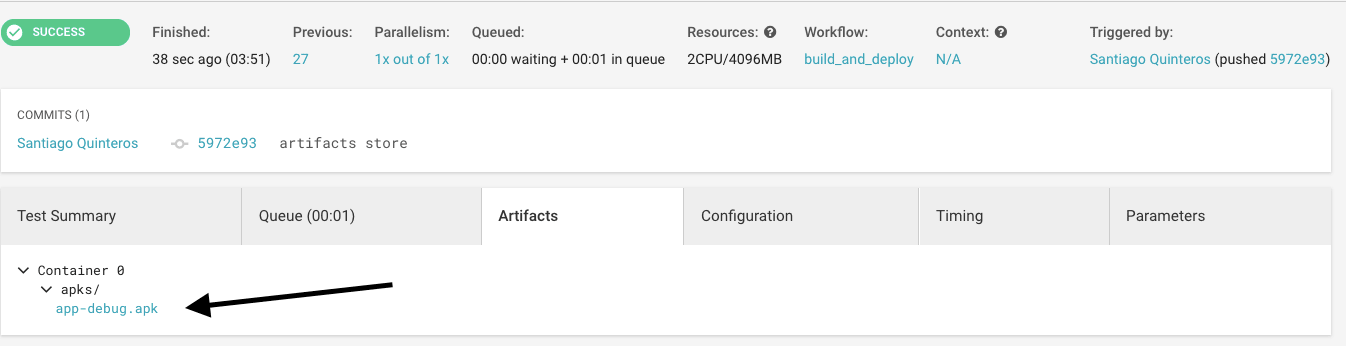 SUCCESS
Finished: Previous: Parallelism: Queued: Resources: Workflow: Context: Triggered by:
38 sec ago (03:51) 27 1x out of 1x 00:00 waiting + 00:01 in queue 2CPU/4096MB build_and_deploy N/A Santiago Quinteros (pushed 5972e93)
COMMITS (1)
Santiago Quinteros 5972e93 artifacts store
Test Summary Queue (00:01) Artifacts Configuration Timing Parameters
Container 0
apks/
app-debug.apk